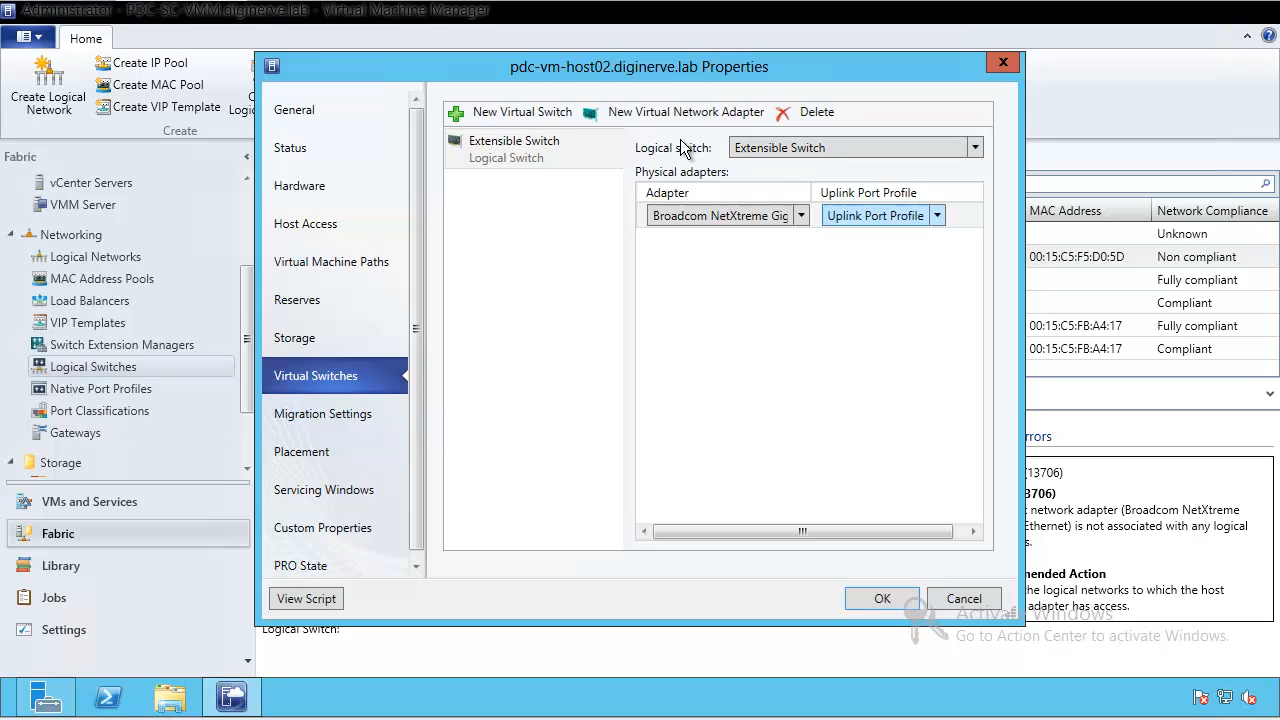 Administrator - PDC-SC-VMM.diginerve.lab - Virtual Machine Manager
Home
Create Logical
Network
Create IP Pool
Create MAC Pool
Create VIP Template
Create
pdc-vm-host02.diginerve.lab Properties
Fabric
vCenter Servers
VMM Server
Networking
Logical Networks
MAC Address Pools
Load Balancers
VIP Templates
Switch Extension Managers
Logical Switches
Native Port Profiles
Port Classifications
Gateways
Storage
VMs and Services
Fabric
Library
Jobs
Settings
General
Status
Hardware
Host Access
Virtual Machine Paths
Reserves
Storage
Virtual Switches
Migration Settings
Placement
Servicing Windows
Custom Properties
PRO State
New Virtual Switch
New Virtual Network Adapter
Delete
Extensible Switch
Logical Switch
Logical switch:
Extensible Switch
Physical adapters:
Adapter
Uplink Port Profile
Broadcom NetXtreme Gig
Uplink Port Profile
View Script
OK
Cancel
MAC Address
Network Compliance
Unknown
00:15:C5:F5:D0:5D
Non compliant
Fully compliant
Compliant
00:15:C5:FB:A4:17
Fully compliant
00:15:C5:FB:A4:17
Compliant
rrors
(13706)
3706)
network adapter (Broadcom NetXtreme
Ethernet) is not associated with any logical
s.
mended Action
the logical networks to which the host
adapter has access.
Logical Switch:
Activate Windows
Go to Action Center to activate Windows.